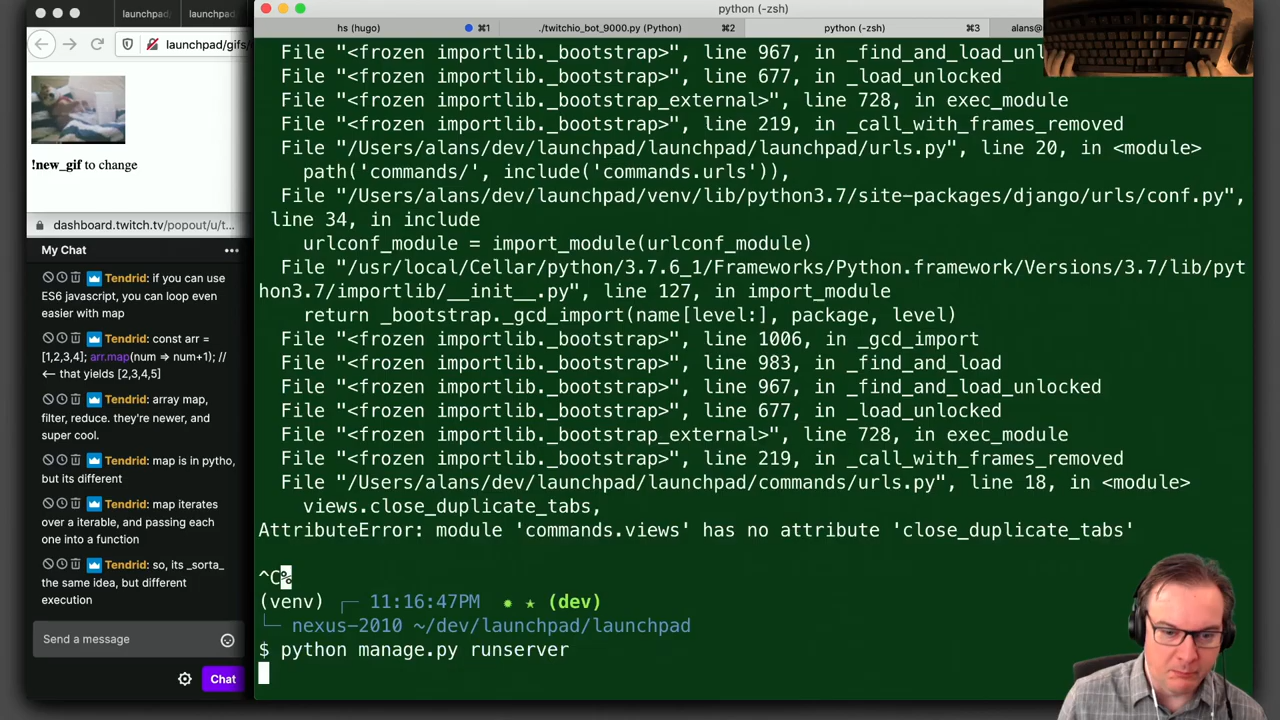 python (-zsh)
launchpad
launchpad
hs (hugo)
⌘1
./twitchio_bot_9000.py (Python)
⌘2
python (-zsh)
⌘3
alans@
launchpad/gifs/
!new_gif to change
dashboard.twitch.tv/popout/u/t...
My Chat
Tendrid: if you can use
ES6 javascript, you can loop even
easier with map
Tendrid: const arr =
[1,2,3,4]; arr.map(num => num+1); //
<-- that yields [2,3,4,5]
Tendrid: array map,
filter, reduce. they're newer, and
super cool.
Tendrid: map is in pytho,
but its different
Tendrid: map iterates
over a iterable, and passing each
one into a function
Tendrid: so, its _sorta_
the same idea, but different
execution
Send a message
Chat
File "<frozen importlib._bootstrap>", line 967, in _find_and_load_unl
File "<frozen importlib._bootstrap>", line 677, in _load_unlocked
File "<frozen importlib._bootstrap_external>", line 728, in exec_module
File "<frozen importlib._bootstrap>", line 219, in _call_with_frames_removed
File "/Users/alans/dev/launchpad/launchpad/launchpad/urls.py", line 20, in <module>
path('commands/', include('commands.urls')),
File "/Users/alans/dev/launchpad/venv/lib/python3.7/site-packages/django/urls/conf.py",
line 34, in include
urlconf_module = import_module(urlconf_module)
File "/usr/local/Cellar/python/3.7.6_1/Frameworks/Python.framework/Versions/3.7/lib/pyt
hon3.7/importlib/__init__.py", line 127, in import_module
return _bootstrap._gcd_import(name[level:], package, level)
File "<frozen importlib._bootstrap>", line 1006, in _gcd_import
File "<frozen importlib._bootstrap>", line 983, in _find_and_load
File "<frozen importlib._bootstrap>", line 967, in _find_and_load_unlocked
File "<frozen importlib._bootstrap>", line 677, in _load_unlocked
File "<frozen importlib._bootstrap_external>", line 728, in exec_module
File "<frozen importlib._bootstrap>", line 219, in _call_with_frames_removed
File "/Users/alans/dev/launchpad/launchpad/commands/urls.py", line 18, in <module>
views.close_duplicate_tabs,
AttributeError: module 'commands.views' has no attribute 'close_duplicate_tabs'
^C%
(venv) ┌─ 11:16:47PM ✹ ★ (dev)
└─ nexus-2010 ~/dev/launchpad/launchpad
$ python manage.py runserver